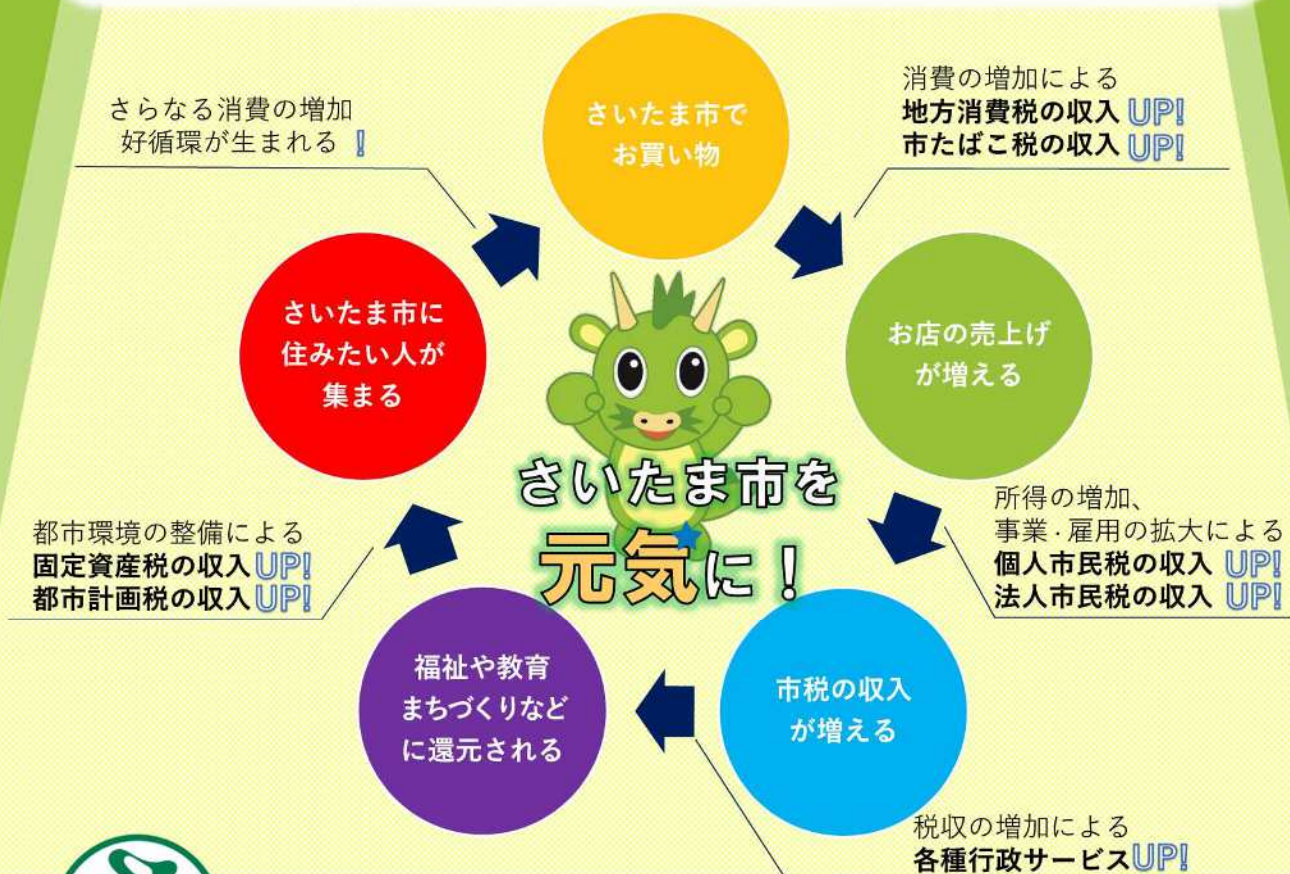 さいたま市で
お買い物
消費の増加による
地方消費税の収入 UP!
市たばこ税の収入 UP!
お店の売上げ
が増える
所得の増加、
事業・雇用の拡大による
個人市民税の収入 UP!
法人市民税の収入 UP!
市税の収入
が増える
税収の増加による
各種行政サービスUP!
福祉や教育
まちづくりなど
に還元される
都市環境の整備による
固定資産税の収入UP!
都市計画税の収入UP!
さいたま市に
住みたい人が
集まる
さらなる消費の増加
好循環が生まれる !
さいたま市を
元気に!